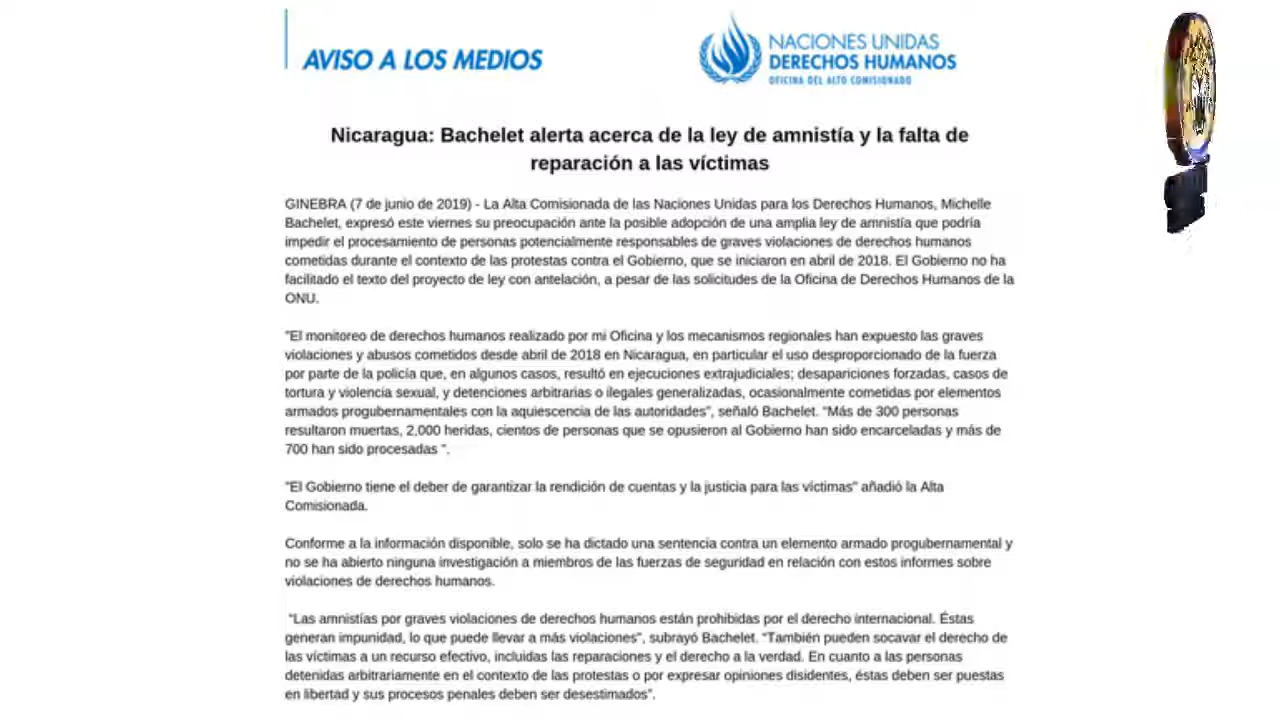 AVISO A LOS MEDIOS
NACIONES UNIDAS
DERECHOS HUMANOS
OFICINA DEL ALTO COMISIONADO
Nicaragua: Bachelet alerta acerca de la ley de amnistía y la falta de
reparación a las víctimas
GINEBRA (7 de junio de 2019) - La Alta Comisionada de las Naciones Unidas para los Derechos Humanos, Michelle
Bachelet, expresó este viernes su preocupación ante la posible adopción de una amplia ley de amnistía que podría
impedir el procesamiento de personas potencialmente responsables de graves violaciones de derechos humanos
cometidas durante el contexto de las protestas contra el Gobierno, que se iniciaron en abril de 2018. El Gobierno no ha
facilitado el texto del proyecto de ley con antelación, a pesar de las solicitudes de la Oficina de Derechos Humanos de la
ONU.
"El monitoreo de derechos humanos realizado por mi Oficina y los mecanismos regionales han expuesto las graves
violaciones y abusos cometidos desde abril de 2018 en Nicaragua, en particular el uso desproporcionado de la fuerza
por parte de la policía que, en algunos casos, resultó en ejecuciones extrajudiciales; desapariciones forzadas, casos de
tortura y violencia sexual, y detenciones arbitrarias o ilegales generalizadas, ocasionalmente cometidas por elementos
armados progubernamentales con la aquiescencia de las autoridades", señaló Bachelet. "Más de 300 personas
resultaron muertas, 2,000 heridas, cientos de personas que se opusieron al Gobierno han sido encarceladas y más de
700 han sido procesadas ".
"El Gobierno tiene el deber de garantizar la rendición de cuentas y la justicia para las víctimas" añadió la Alta
Comisionada.
Conforme a la información disponible, solo se ha dictado una sentencia contra un elemento armado progubernamental y
no se ha abierto ninguna investigación a miembros de las fuerzas de seguridad en relación con estos informes sobre
violaciones de derechos humanos.
“Las amnistías por graves violaciones de derechos humanos están prohibidas por el derecho internacional. Éstas
generan impunidad, lo que puede llevar a más violaciones", subrayó Bachelet. "También pueden socavar el derecho de
las víctimas a un recurso efectivo, incluidas las reparaciones y el derecho a la verdad. En cuanto a las personas
detenidas arbitrariamente en el contexto de las protestas o por expresar opiniones disidentes, éstas deben ser puestas
en libertad y sus procesos penales deben ser desestimados".